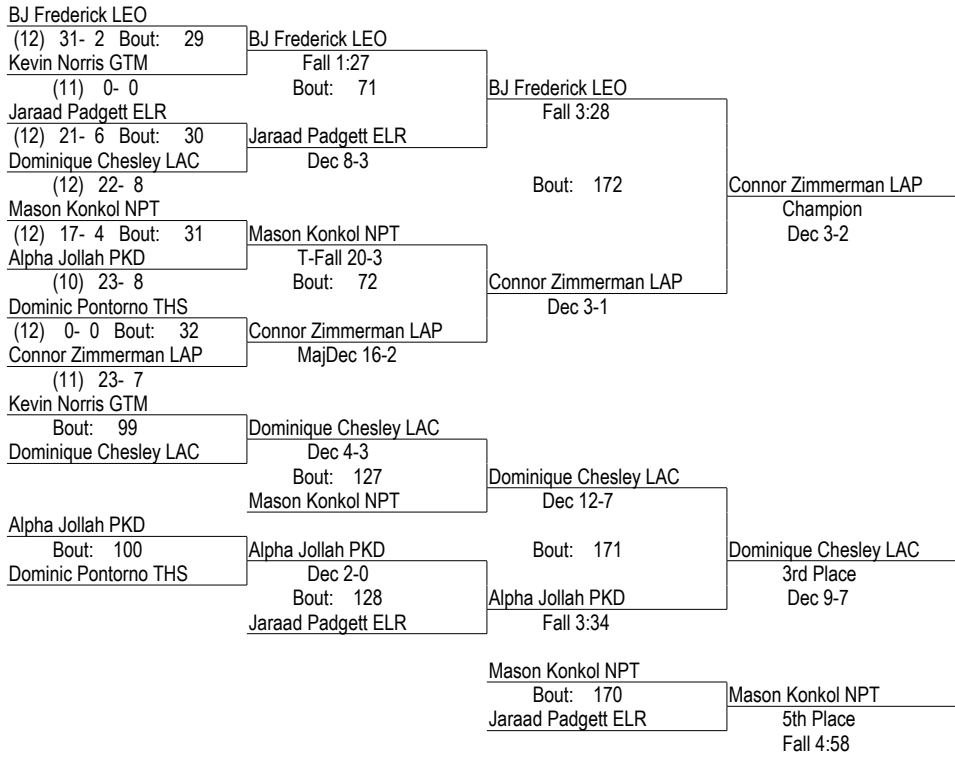 BJ Frederick LEO
(12) 31- 2 Bout: 29 BJ Frederick LEO
Kevin Norris GTM Fall 1:27
(11) 0- 0 Bout: 71 BJ Frederick LEO
Jaraad Padgett ELR Fall 3:28
(12) 21- 6 Bout: 30 Jaraad Padgett ELR
Dominique Chesley LAC Dec 8-3
(12) 22- 8 Bout: 172 Connor Zimmerman LAP
Mason Konkol NPT Champion
(12) 17- 4 Bout: 31 Mason Konkol NPT Dec 3-2
Alpha Jollah PKD T-Fall 20-3
(10) 23- 8 Bout: 72 Connor Zimmerman LAP
Dominic Pontorno THS Dec 3-1
(12) 0- 0 Bout: 32 Connor Zimmerman LAP
Connor Zimmerman LAP MajDec 16-2
(11) 23- 7
Kevin Norris GTM
Bout: 99 Dominique Chesley LAC
Dominique Chesley LAC Dec 4-3
Bout: 127 Dominique Chesley LAC
Mason Konkol NPT Dec 12-7
Alpha Jollah PKD
Bout: 100 Alpha Jollah PKD Bout: 171 Dominique Chesley LAC
Dominic Pontorno THS Dec 2-0 3rd Place
Bout: 128 Alpha Jollah PKD Dec 9-7
Jaraad Padgett ELR Fall 3:34
Mason Konkol NPT
Bout: 170 Mason Konkol NPT
Jaraad Padgett ELR 5th Place
Fall 4:58